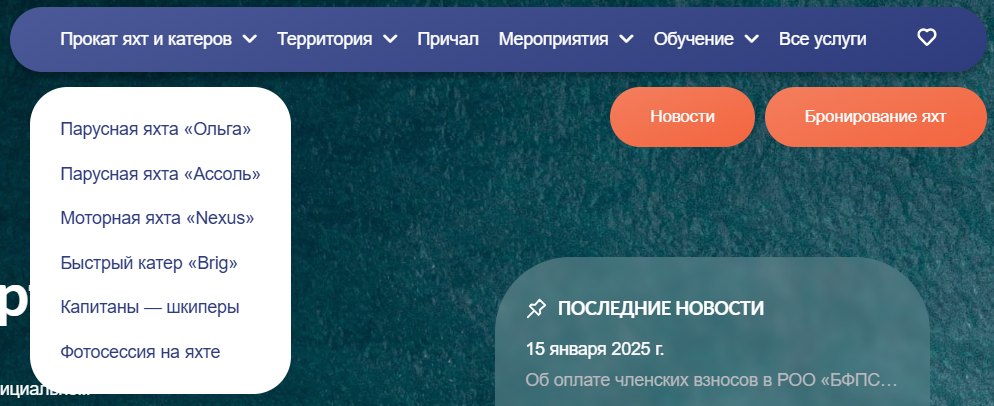 Прокат яхт и катеров Территория Причал Мероприятия Обучение Все услуги
Новости Бронирование яхт
Парусная яхта «Ольга»
Парусная яхта «Ассоль»
Моторная яхта «Nexus»
Быстрый катер «Brig»
Капитаны — шкиперы
Фотосессия на яхте
ПОСЛЕДНИЕ НОВОСТИ
15 января 2025 г.
Об оплате членских взносов в РОО «БФПС…